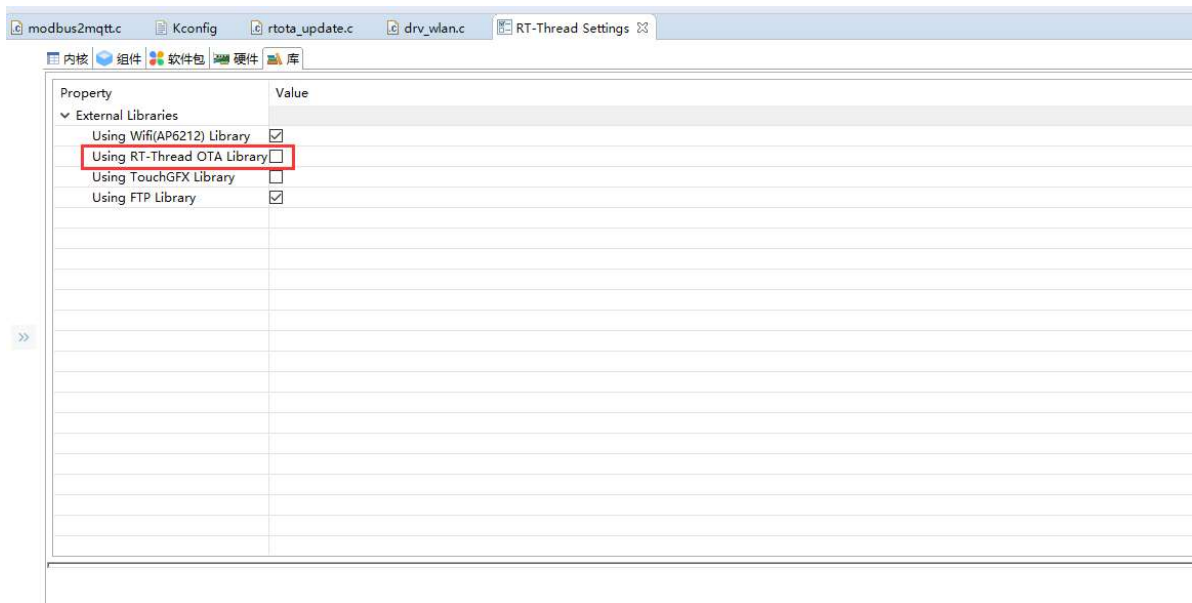 modbus2mqtt.c Kconfig rtota_update.c drv_wlan.c RT-Thread Settings
内核 组件 软件包 硬件 库
Property Value
External Libraries
Using Wifi(AP6212) Library
Using RT-Thread OTA Library
Using TouchGFX Library
Using FTP Library